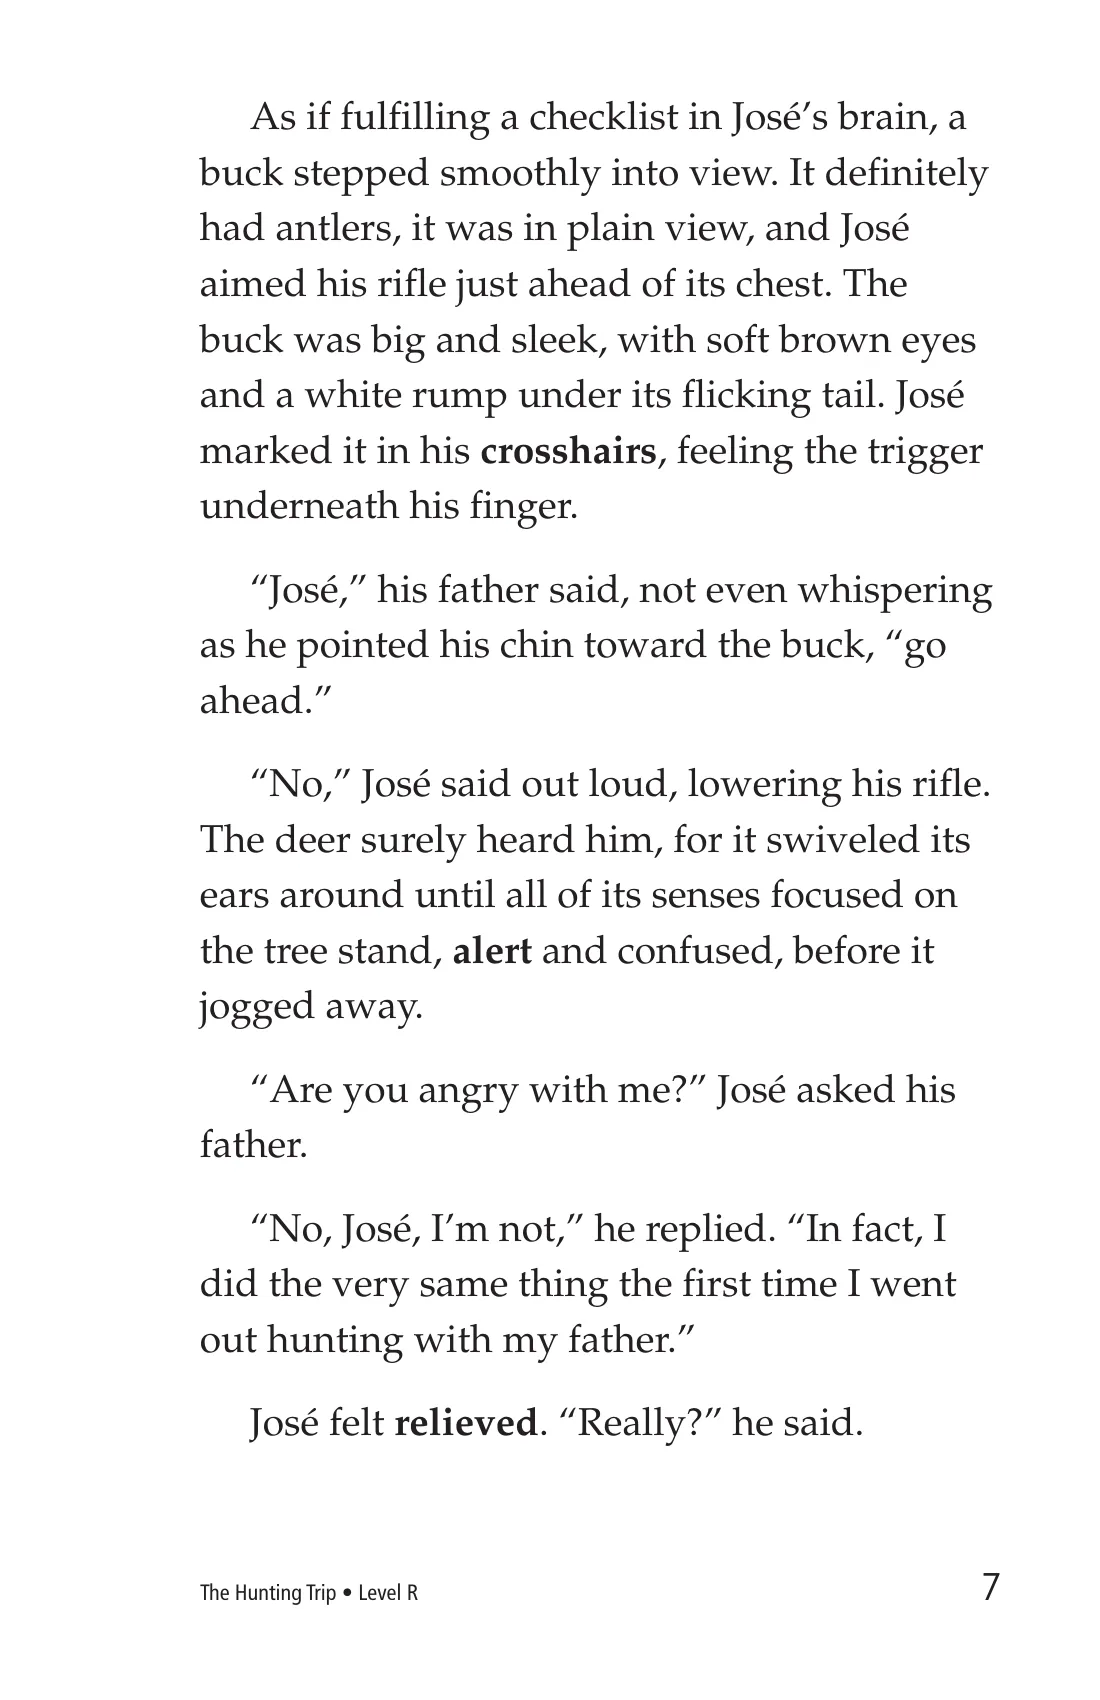 As if fulfilling a checklist in José’s brain, a
buck stepped smoothly into view. It definitely
had antlers, it was in plain view, and José
aimed his rifle just ahead of its chest. The
buck was big and sleek, with soft brown eyes
and a white rump under its flicking tail. José
marked it in his crosshairs, feeling the trigger
underneath his finger.
“José,” his father said, not even whispering
as he pointed his chin toward the buck, “go
ahead.”
“No,” José said out loud, lowering his rifle.
The deer surely heard him, for it swiveled its
ears around until all of its senses focused on
the tree stand, alert and confused, before it
jogged away.
“Are you angry with me?” José asked his
father.
“No, José, I’m not,” he replied. “In fact, I
did the very same thing the first time I went
out hunting with my father.”
José felt relieved. “Really?” he said.
The Hunting Trip • Level R
7